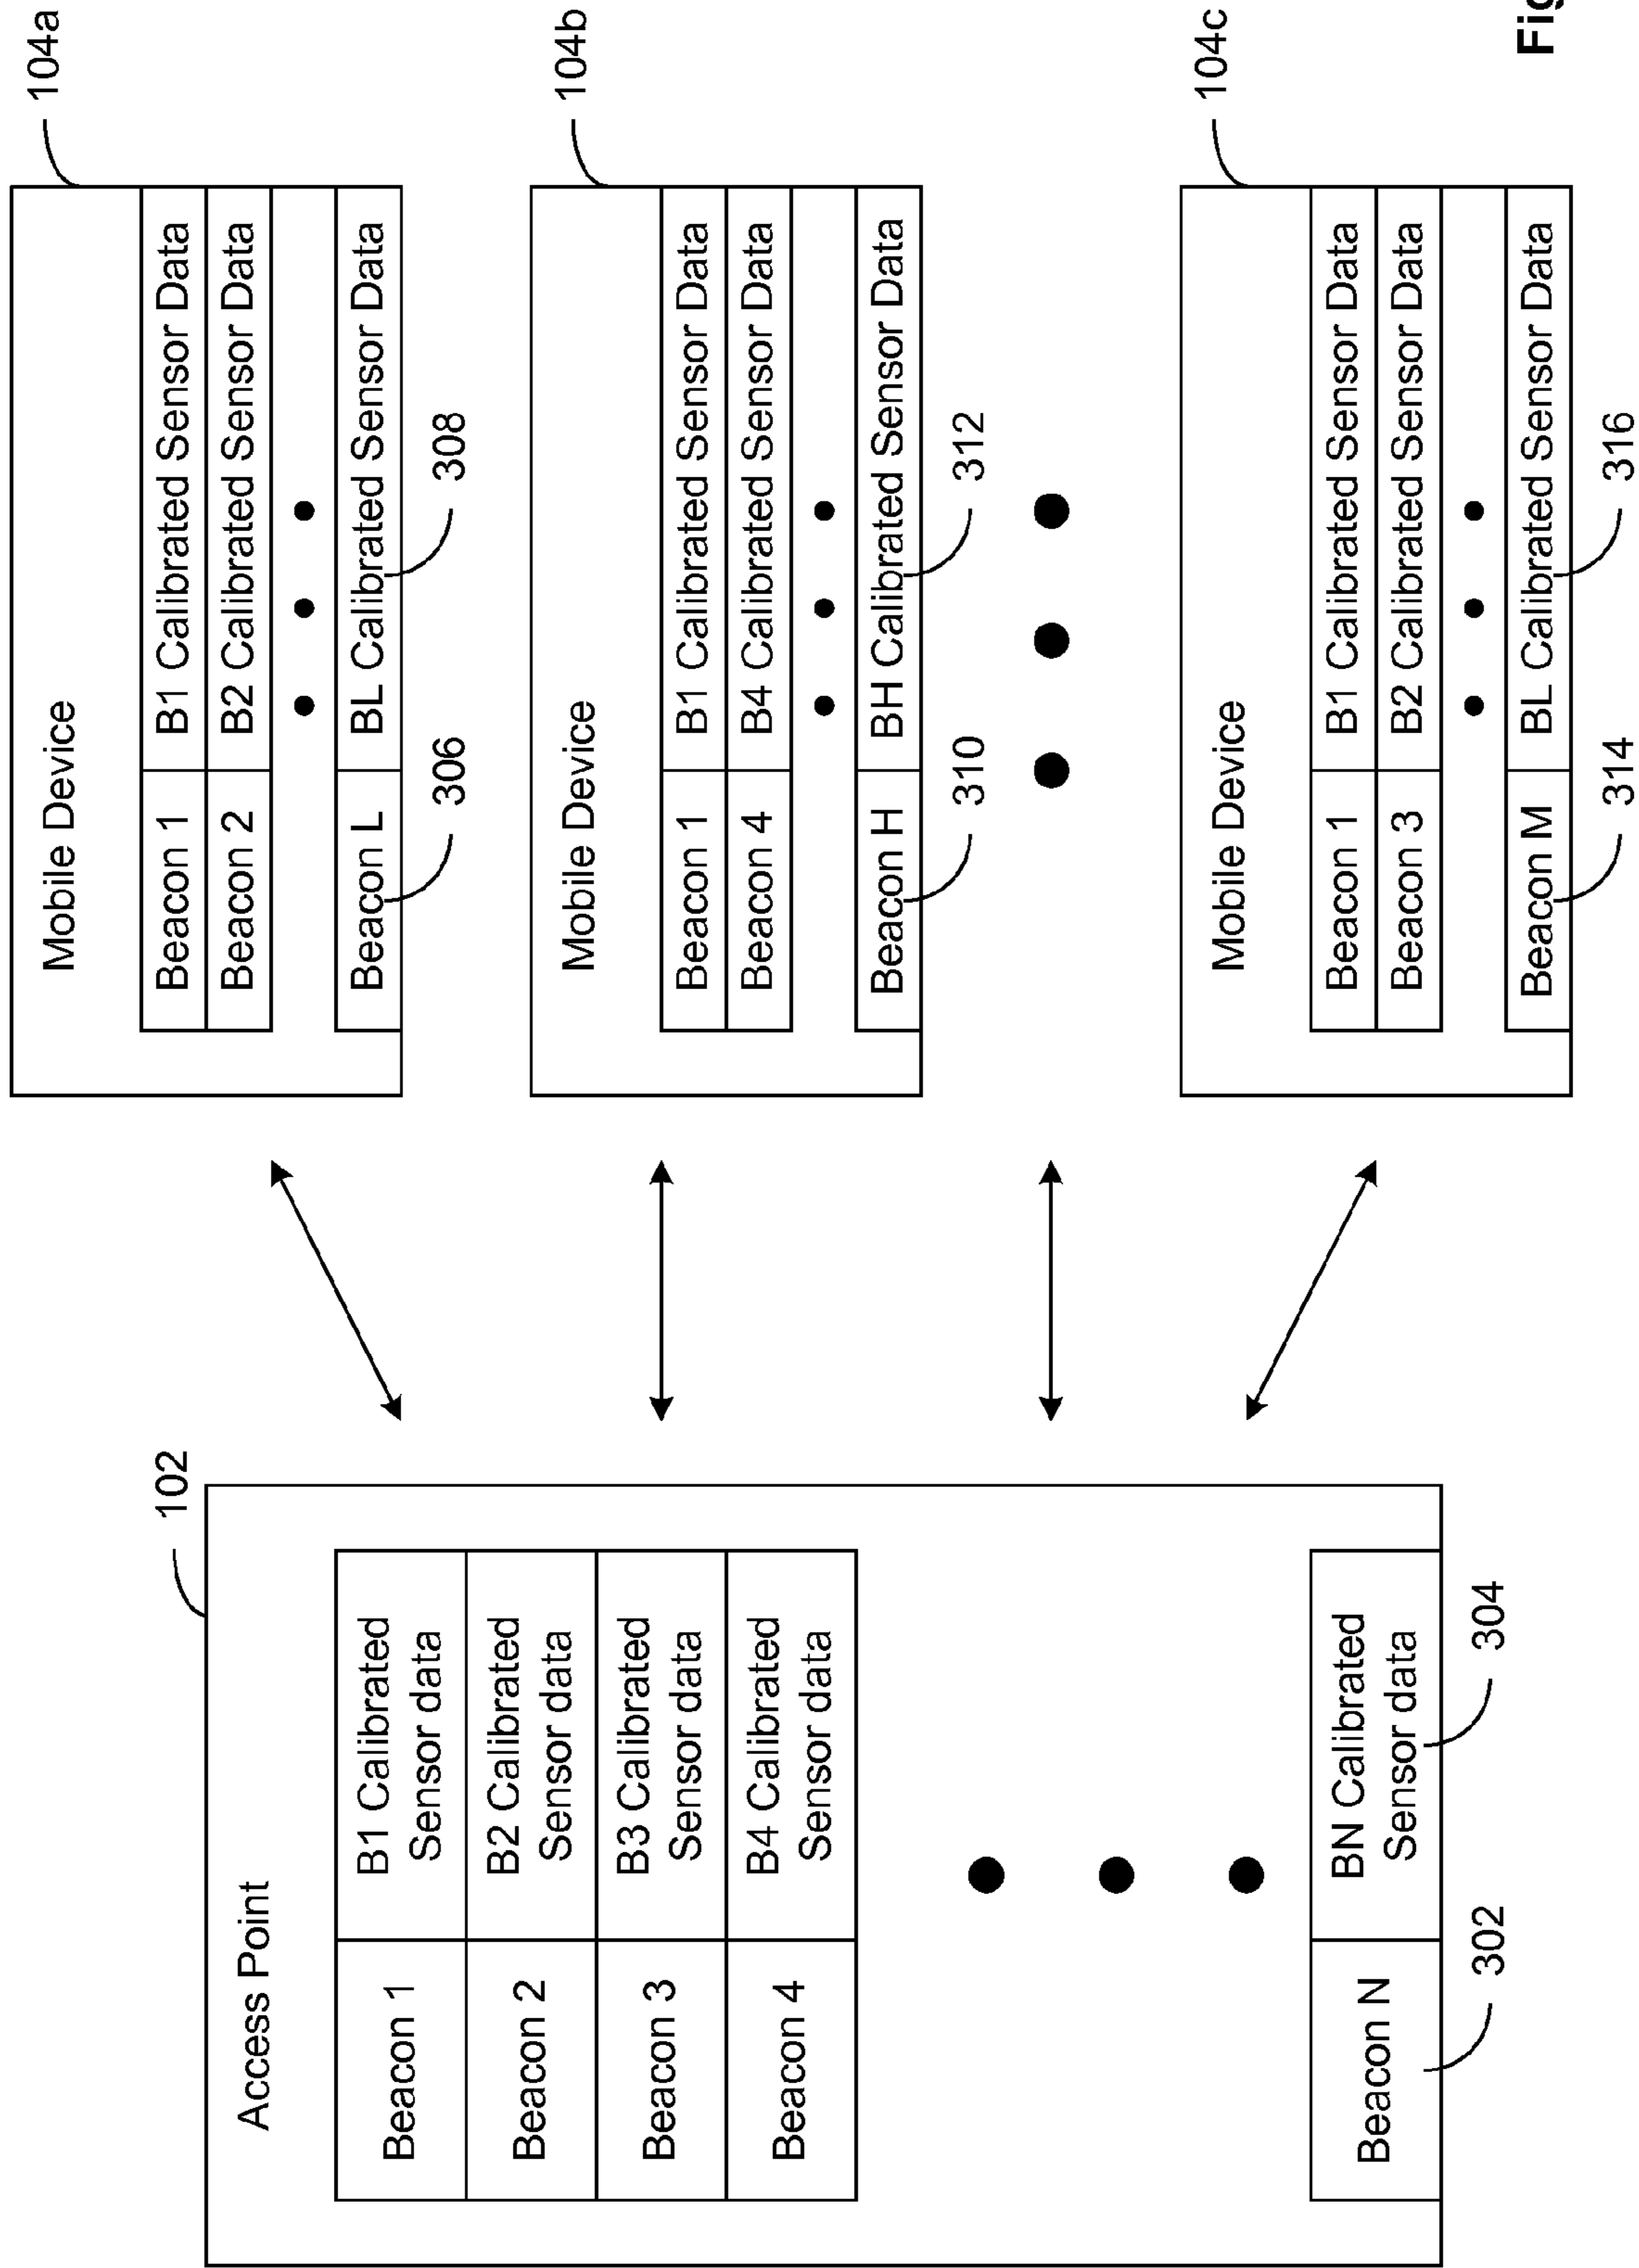 102
Access Point
Beacon 1
B1 Calibrated
Sensor data
Beacon 2
B2 Calibrated
Sensor data
Beacon 3
B3 Calibrated
Sensor data
Beacon 4
B4 Calibrated
Sensor data
Beacon N
BN Calibrated
Sensor data
302
304
104a
Mobile Device
Beacon 1
B1 Calibrated Sensor Data
Beacon 2
B2 Calibrated Sensor Data
Beacon L
BL Calibrated Sensor Data
306
308
104b
Mobile Device
Beacon 1
B1 Calibrated Sensor Data
Beacon 4
B4 Calibrated Sensor Data
Beacon H
BH Calibrated Sensor Data
310
312
104c
Mobile Device
Beacon 1
B1 Calibrated Sensor Data
Beacon 3
B2 Calibrated Sensor Data
Beacon M
BL Calibrated Sensor Data
314
316